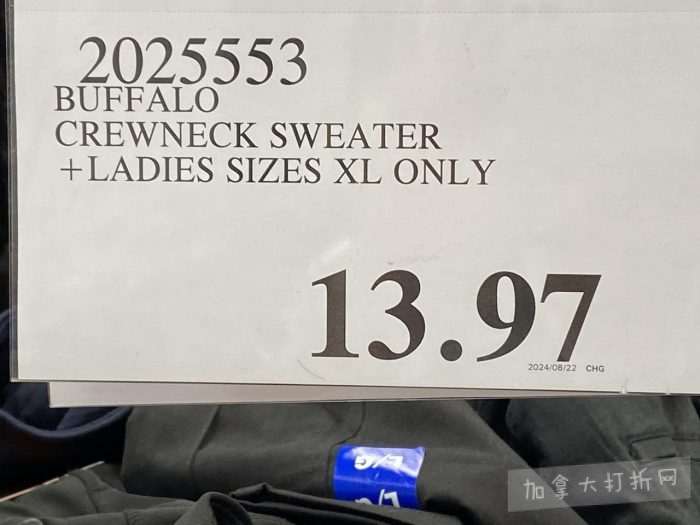 2025553
BUFFALO
CREWNECK SWEATER
+LADIES SIZES XL ONLY
13.97
2024/08/22 CHG
L/G
加拿大打折网